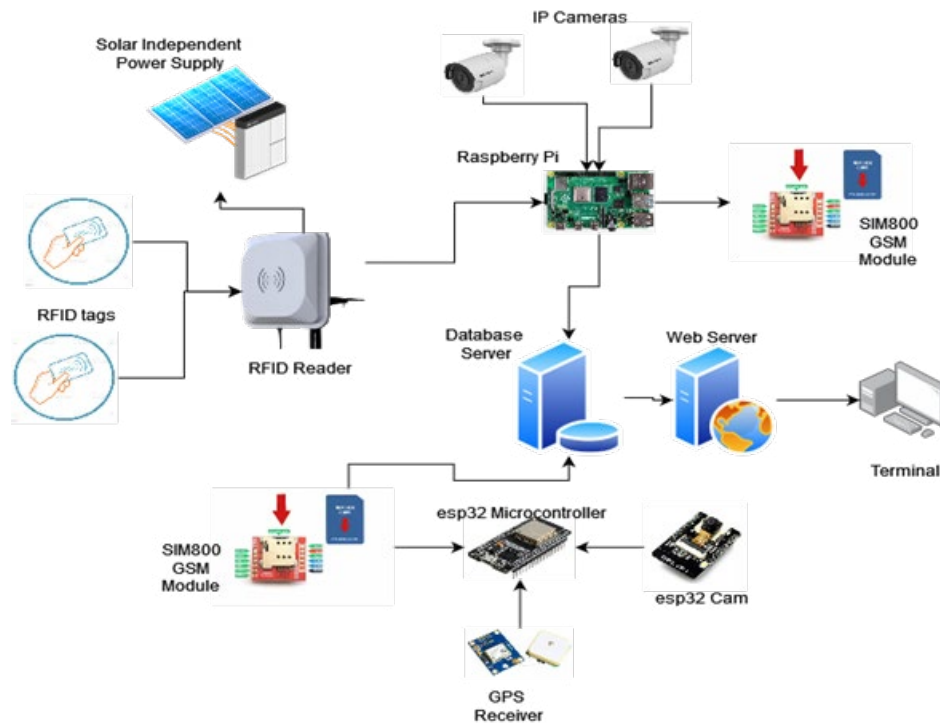 IP Cameras
Solar Independent
Power Supply
Raspberry Pi
SIM800
GSM
Module
RFID tags
RFID Reader
Database
Server
Web Server
Terminal
esp32 Microcontroller
SIM800
GSM
Module
esp32 Cam
GPS
Receiver